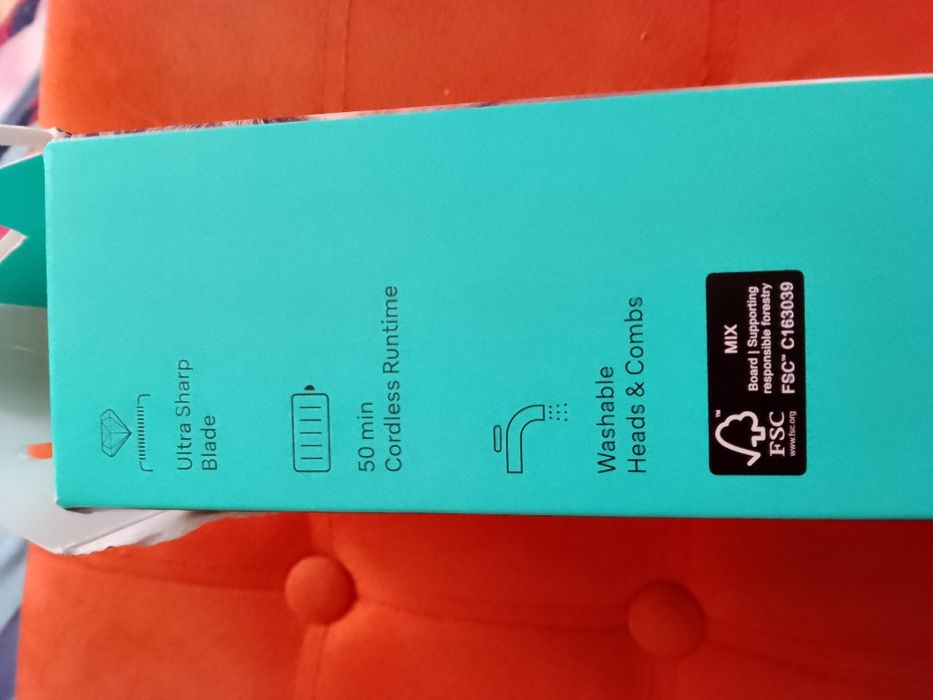 Ultra Sharp
Blade
50 min
Cordless Runtime
Washable
Heads & Combs
FSC™
www.fsc.org
MIX
Board | Supporting
responsible forestry
FSC™ C163039